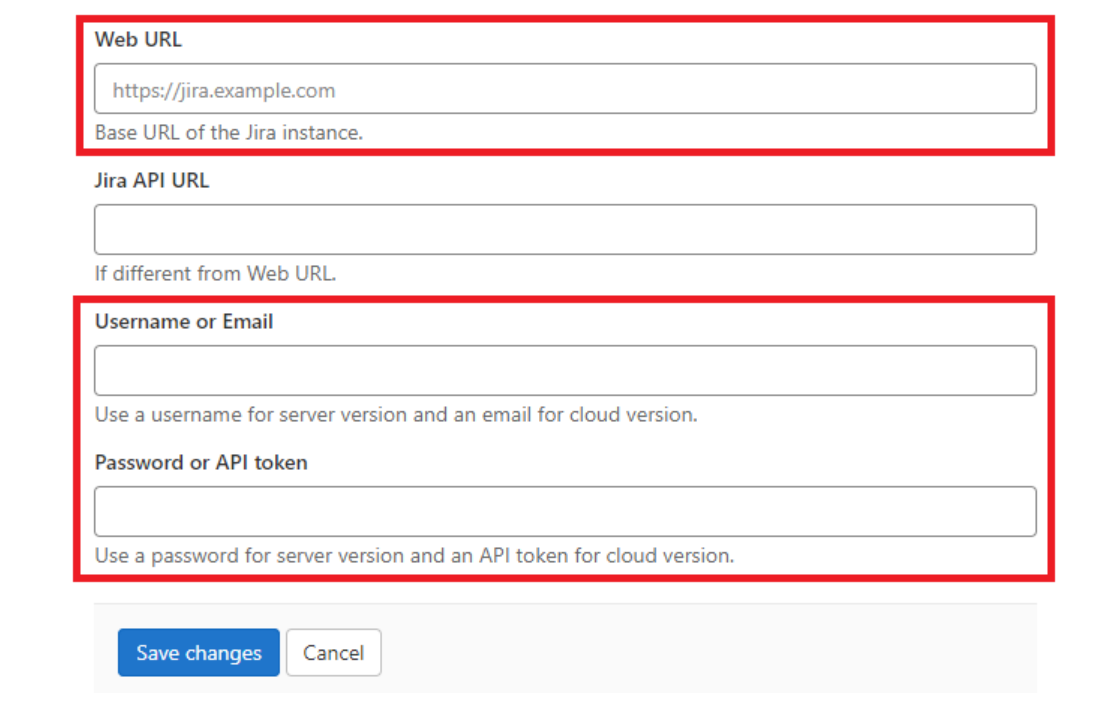 Web URL
https://jira.example.com
Base URL of the Jira instance.
Jira API URL
If different from Web URL.
Username or Email
Use a username for server version and an email for cloud version.
Password or API token
Use a password for server version and an API token for cloud version.
Save changes
Cancel